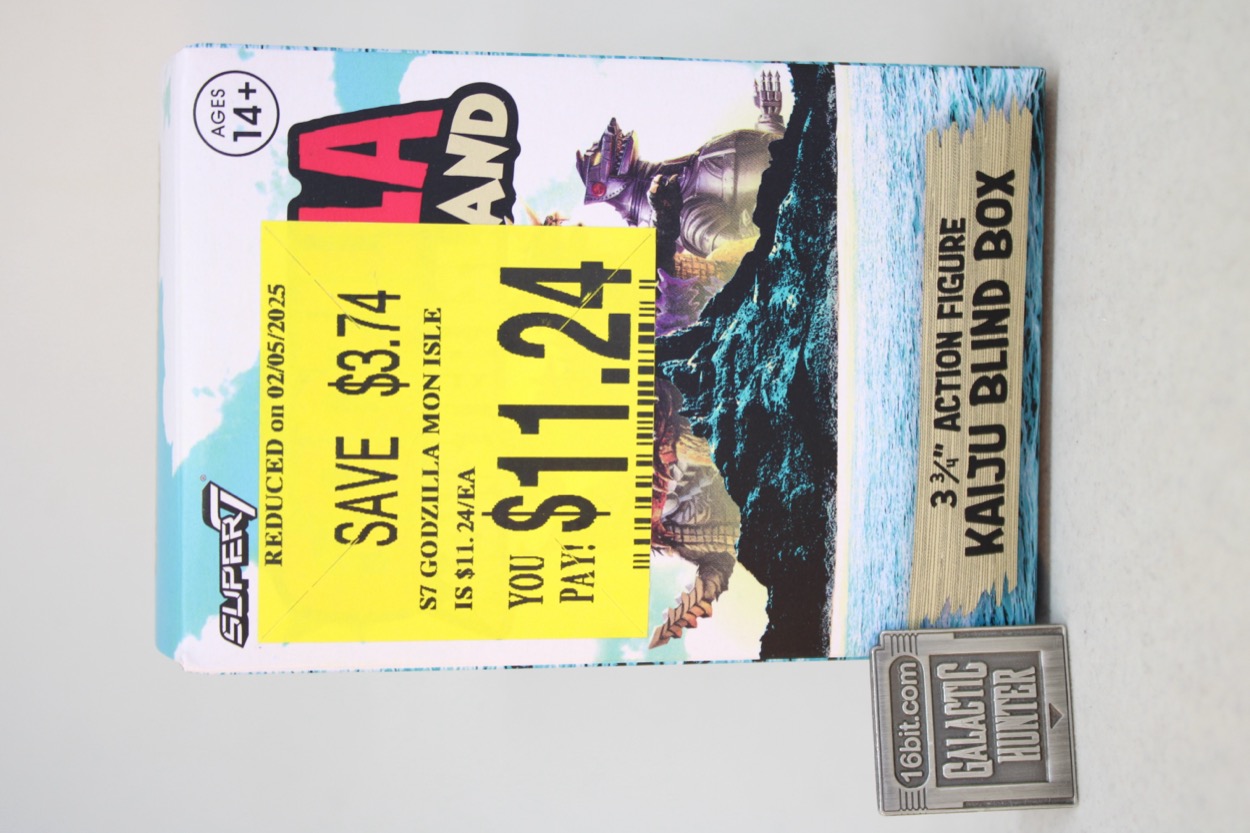 SUPER7
AGES
14+
LA
AND
REDUCED on 02/05/2025
SAVE $3.74
S7 GODZILLA MON ISLE
IS $11.24/EA
YOU
PAY! $11.24
3 ¾" ACTION FIGURE
KAIJU BLIND BOX
16bit.com
GALACTIC
HUNTER